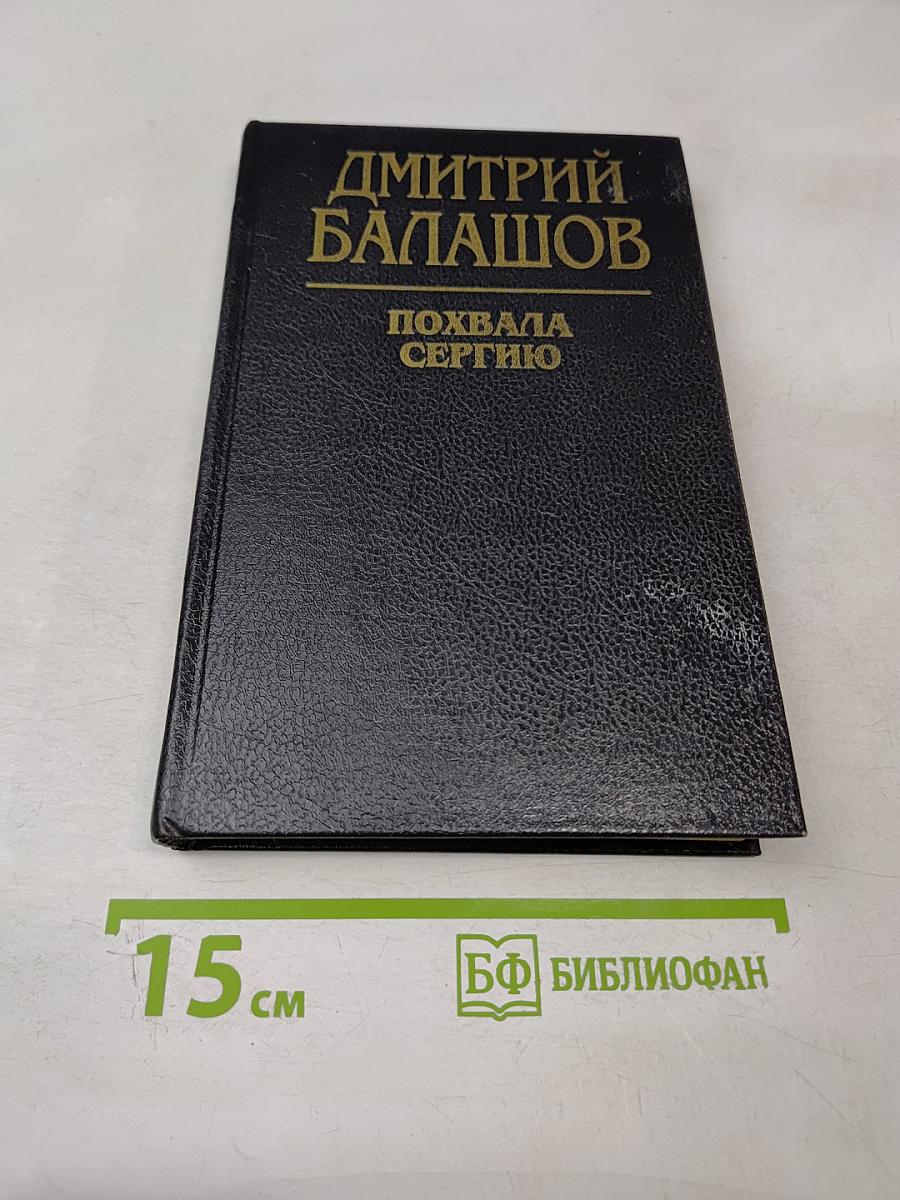 ДМИТРИЙ
БАЛАШОВ
ПОХВАЛА
СЕРГИЮ
15 см
БФ БИБЛИОФАН